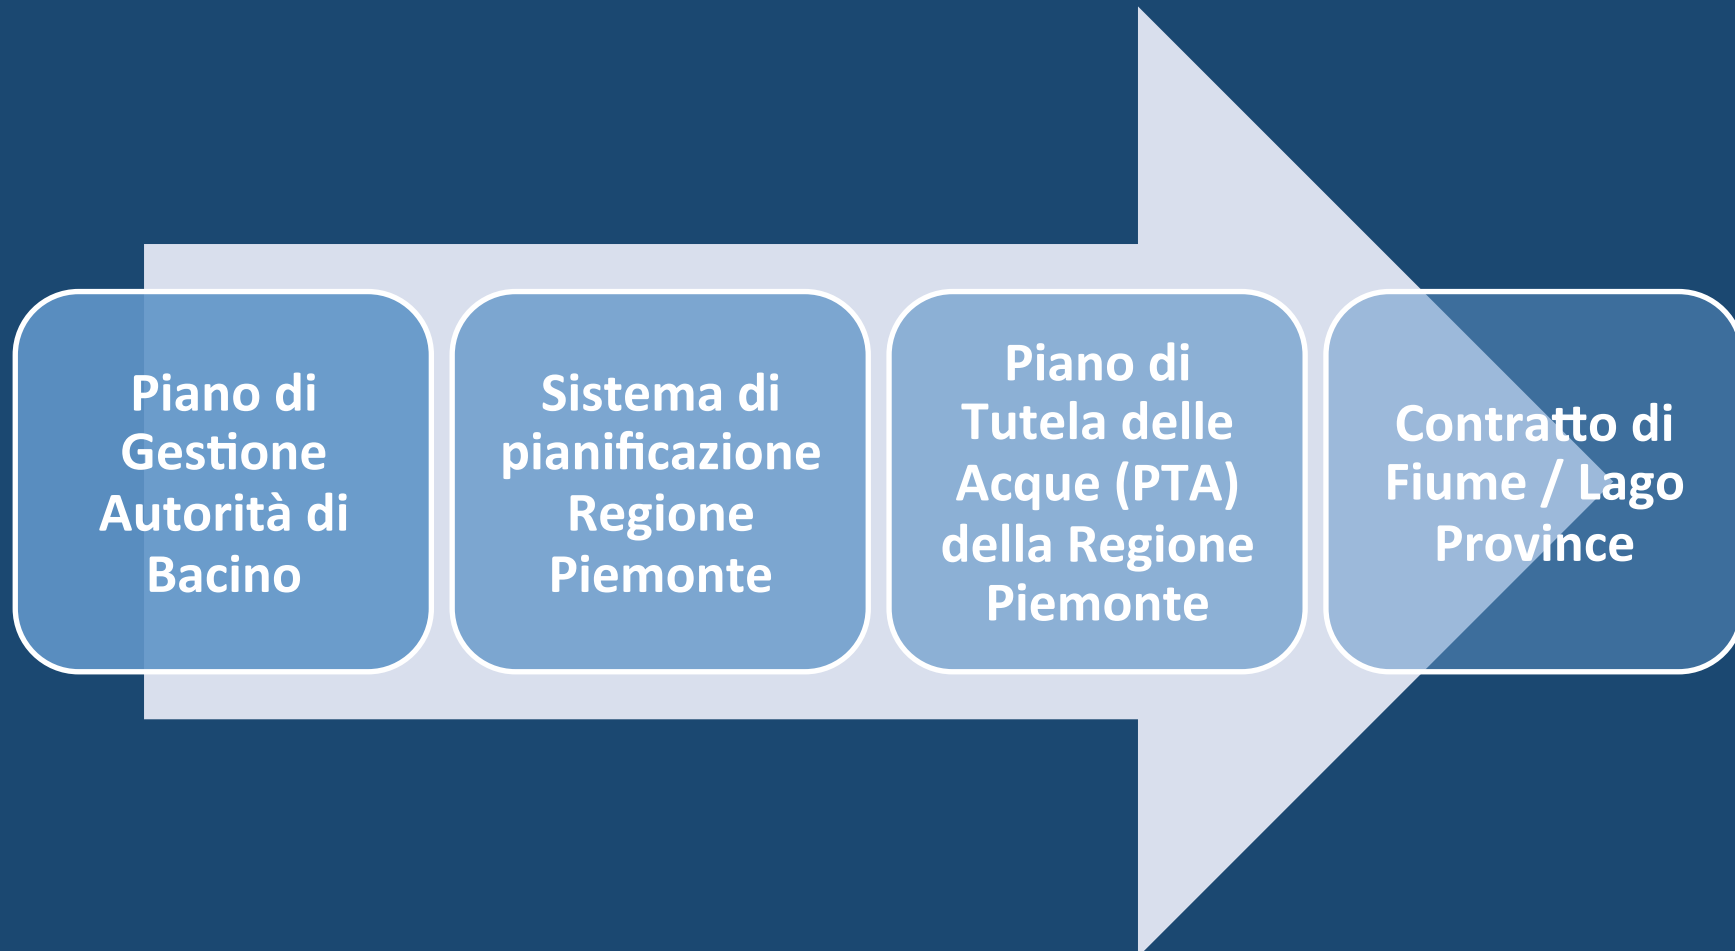 Piano di
Gestione
Autorità di
Bacino
Sistema di
pianificazione
Regione
Piemonte
Piano di
Tutela delle
Acque (PTA)
della Regione
Piemonte
Contratto di
Fiume / Lago
Province